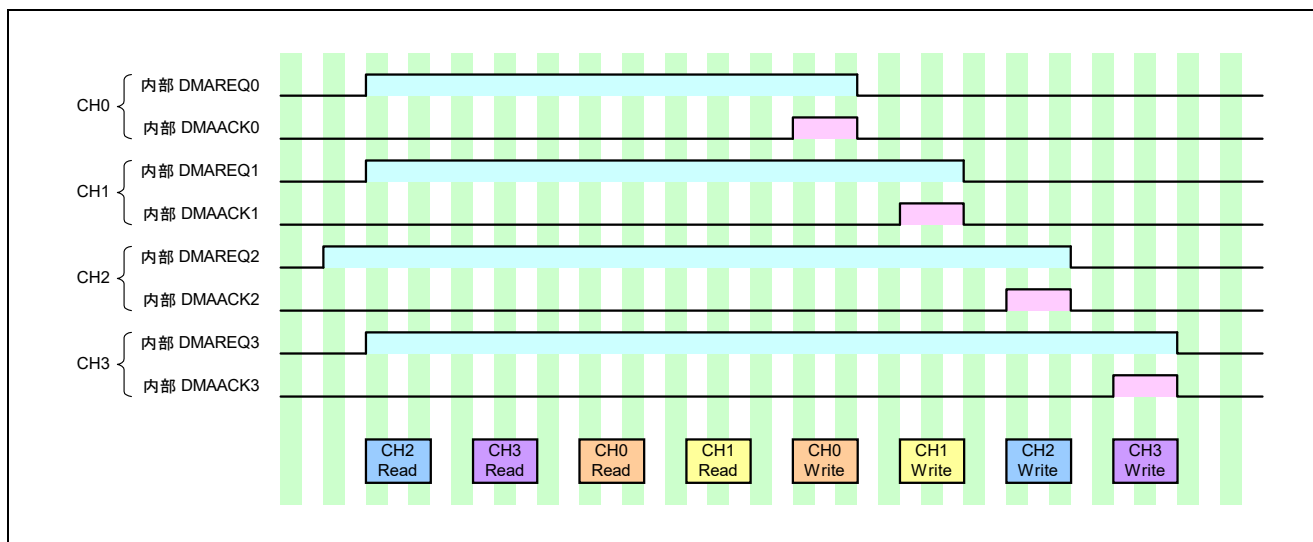 内部 DMAREQ0
CH0
内部 DMAACK0
内部 DMAREQ1
CH1
内部 DMAACK1
内部 DMAREQ2
CH2
内部 DMAACK2
内部 DMAREQ3
CH3
内部 DMAACK3
CH2 CH3 CH0 CH1 CH0 CH1 CH2 CH3
Read Read Read Read Write Write Write Write